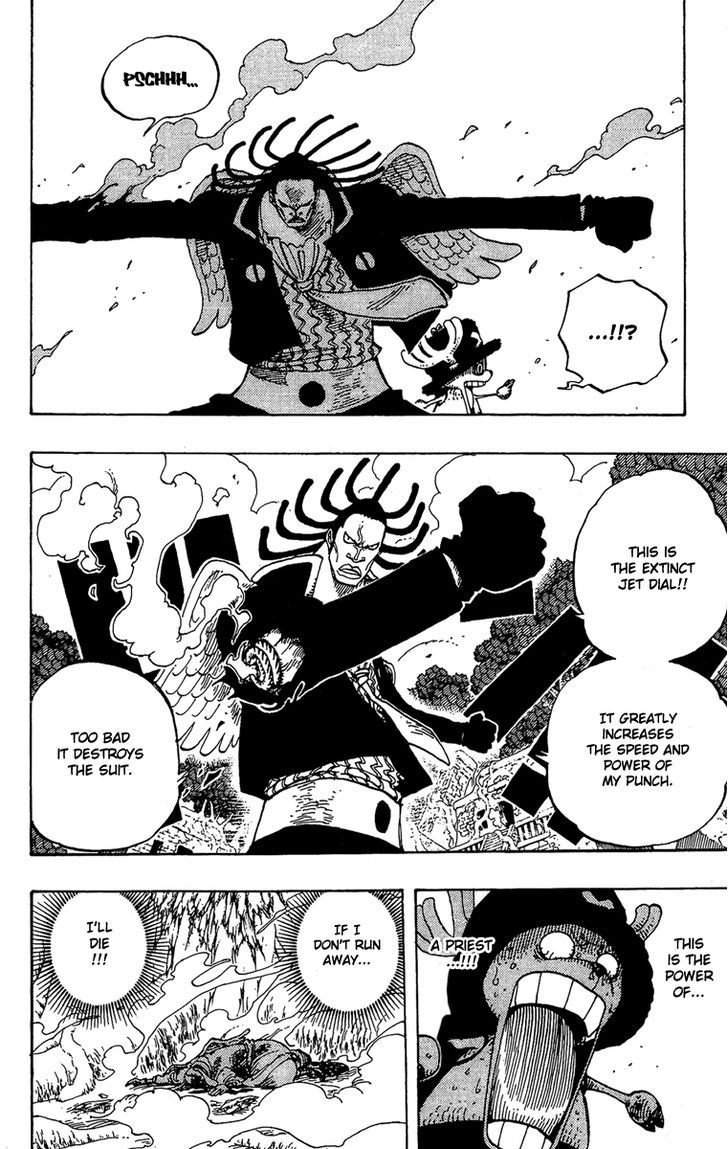 PSCHHH...
...!!?
THIS IS
THE EXTINCT
JET DIAL!!
IT GREATLY
INCREASES
THE SPEED AND
POWER OF
MY PUNCH.
TOO BAD
IT DESTROYS
THE SUIT.
THIS
IS THE
POWER
OF...
A PRIEST
...!!!
IF I
DON'T RUN
AWAY...
I'LL
DIE
!!!